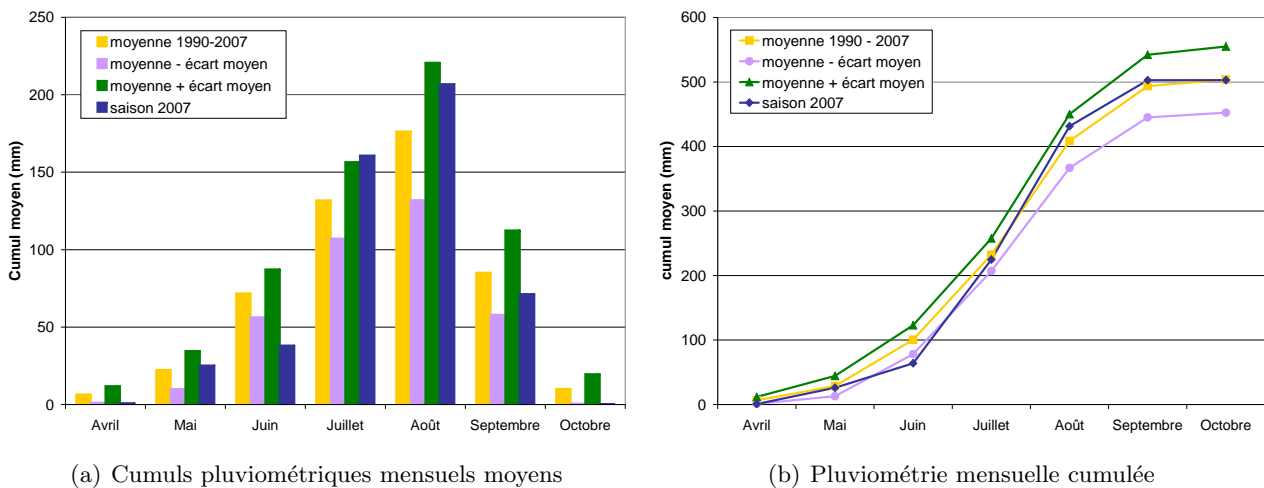 250
200
150
100
50
0
Cumul moyen (mm)
moyenne 1990-2007
moyenne - écart moyen
moyenne + écart moyen
saison 2007
Avril Mai Juin Juillet Août Septembre Octobre
(a) Cumuls pluviométriques mensuels moyens
600
500
400
300
200
100
0
cumul moyen (mm)
moyenne 1990 - 2007
moyenne - écart moyen
moyenne + écart moyen
saison 2007
Avril Mai Juin Juillet Août Septembre Octobre
(b) Pluviométrie mensuelle cumulée